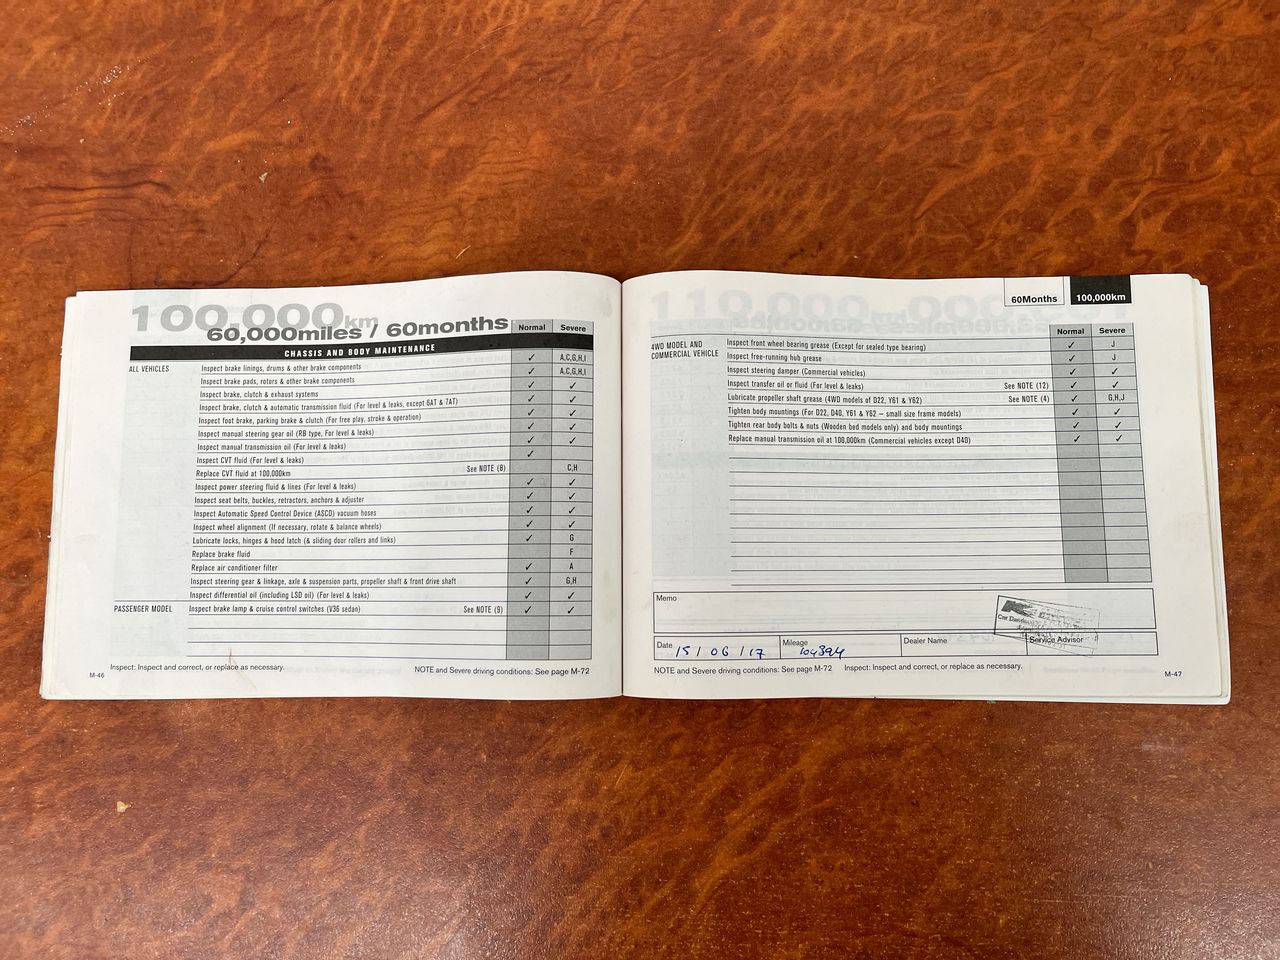 100,000km
60,000miles / 60months
Normal Severe
CHASSIS AND BODY MAINTENANCE
ALL VEHICLES
Inspect brake linings, drums & other brake components ✓ A,C,G,H,I
Inspect brake pads, rotors & other brake components ✓ A,C,G,H,I
Inspect brake, clutch & exhaust systems ✓ ✓
Inspect brake, clutch & automatic transmission fluid (For level & leaks, except 6AT & 7AT) ✓ ✓
Inspect foot brake, parking brake & clutch (For free play, stroke & operation) ✓ ✓
Inspect manual steering gear oil (RB type, For level & leaks) ✓ ✓
Inspect manual transmission oil (For level & leaks) ✓ ✓
Inspect CVT fluid (For level & leaks) ✓
Replace CVT fluid at 100,000km See NOTE (8) C,H
Inspect power steering fluid & lines (For level & leaks) ✓ ✓
Inspect seat belts, buckles, retractors, anchors & adjuster ✓ ✓
Inspect Automatic Speed Control Device (ASCD) vacuum hoses ✓ ✓
Inspect wheel alignment (If necessary, rotate & balance wheels) ✓ ✓
Lubricate locks, hinges & hood latch (& sliding door rollers and links) ✓ G
Replace brake fluid F
Replace air conditioner filter ✓ A
Inspect steering gear & linkage, axle & suspension parts, propeller shaft & front drive shaft ✓ G,H
Inspect differential oil (including LSD oil) (For level & leaks) ✓ ✓
PASSENGER MODEL Inspect brake lamp & cruise control switches (V36 sedan) See NOTE (9) ✓ ✓
Inspect: Inspect and correct, or replace as necessary.
NOTE and Severe driving conditions: See page M-72
M-46
60Months 100,000km
Normal Severe
4WD MODEL AND
COMMERCIAL VEHICLE
Inspect front wheel bearing grease (Except for sealed type bearing) ✓ J
Inspect free-running hub grease ✓ J
Inspect steering damper (Commercial vehicles) ✓ ✓
Inspect transfer oil or fluid (For level & leaks) See NOTE (12) ✓ ✓
Lubricate propeller shaft grease (4WD models of D22, Y61 & Y62) See NOTE (4) ✓ G,H,J
Tighten body mountings (For D22, D40, Y61 & Y62 – small size frame models) ✓ ✓
Tighten rear body bolts & nuts (Wooden bed models only) and body mountings ✓ ✓
Replace manual transmission oil at 100,000km (Commercial vehicles except D40) ✓ ✓
Memo
Date 15/06/17
Mileage 104394
Dealer Name
Service Advisor
NOTE and Severe driving conditions: See page M-72 Inspect: Inspect and correct, or replace as necessary.
M-47